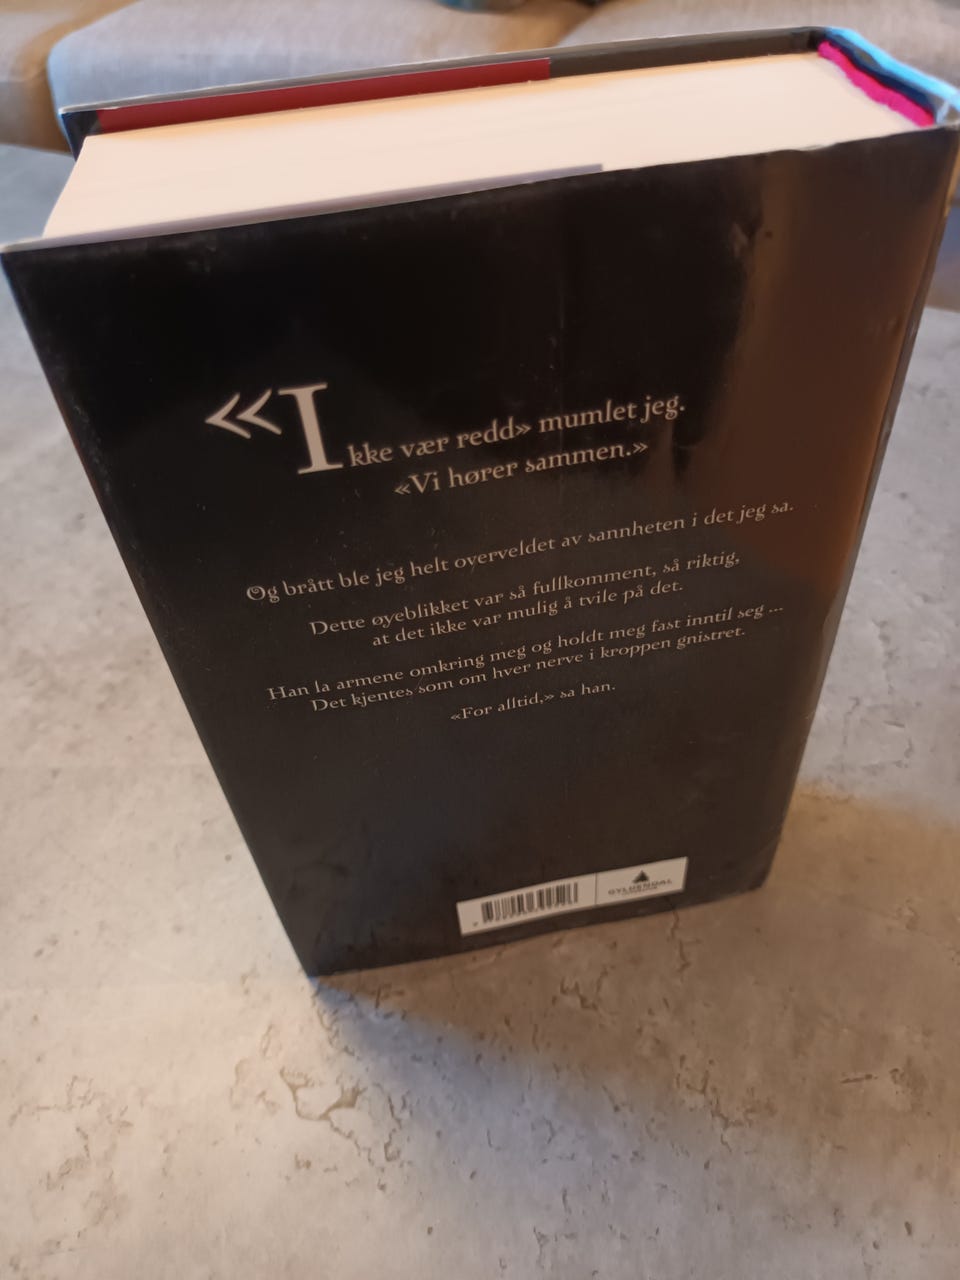 «Ikke vær redd» mumlet jeg.
«Vi hører sammen.»
Og brått ble jeg helt overveldet av sannheten i det jeg sa.
Dette øyeblikket var så fullkomment, så riktig,
at det ikke var mulig å tvile på det.
Han la armene omkring meg og holdt meg fast inntil seg ...
Det kjentes som om hver nerve i kroppen gnistret.
«For alltid,» sa han.
GYLDENDAL